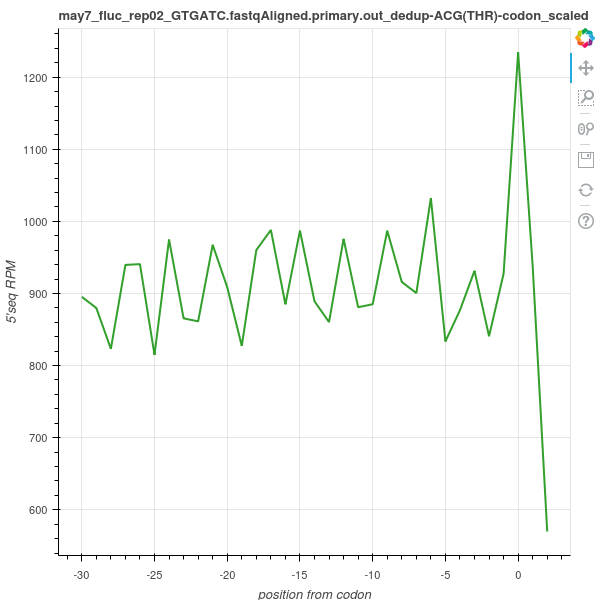 may7_fluc_rep02_GTGATC.fastqAligned.primary.out_dedup-ACG(THR)-codon_scaled
1200
1100
1000
900
800
700
600
5'seq RPM
-30 -25 -20 -15 -10 -5 0
position from codon